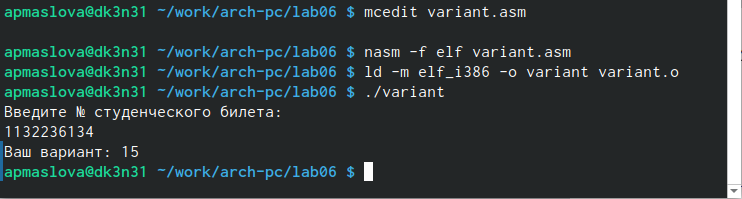 apmaslova@dk3n31 ~/work/arch-pc/lab06 $ mcedit variant.asm
apmaslova@dk3n31 ~/work/arch-pc/lab06 $ nasm -f elf variant.asm
apmaslova@dk3n31 ~/work/arch-pc/lab06 $ ld -m elf_i386 -o variant variant.o
apmaslova@dk3n31 ~/work/arch-pc/lab06 $ ./variant
Введите № студенческого билета:
1132236134
Ваш вариант: 15
apmaslova@dk3n31 ~/work/arch-pc/lab06 $